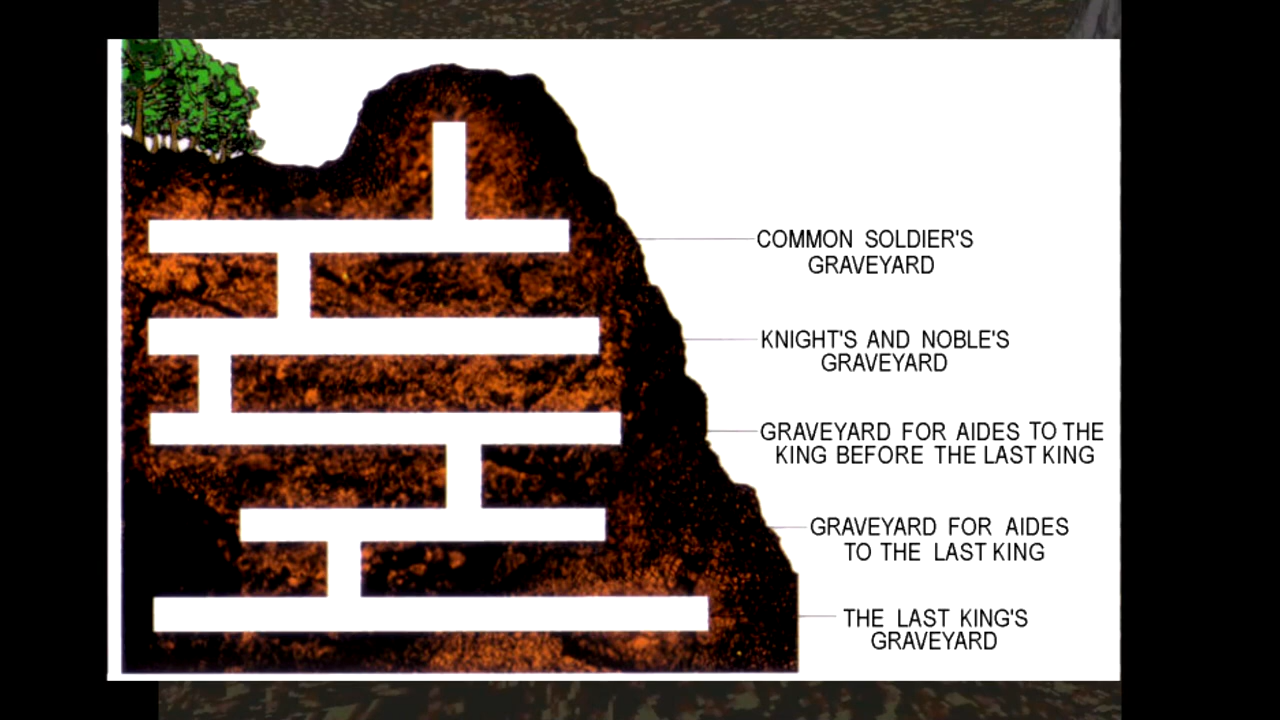 COMMON SOLDIER'S
GRAVEYARD
KNIGHT'S AND NOBLE'S
GRAVEYARD
GRAVEYARD FOR AIDES TO THE
KING BEFORE THE LAST KING
GRAVEYARD FOR AIDES
TO THE LAST KING
THE LAST KING'S
GRAVEYARD